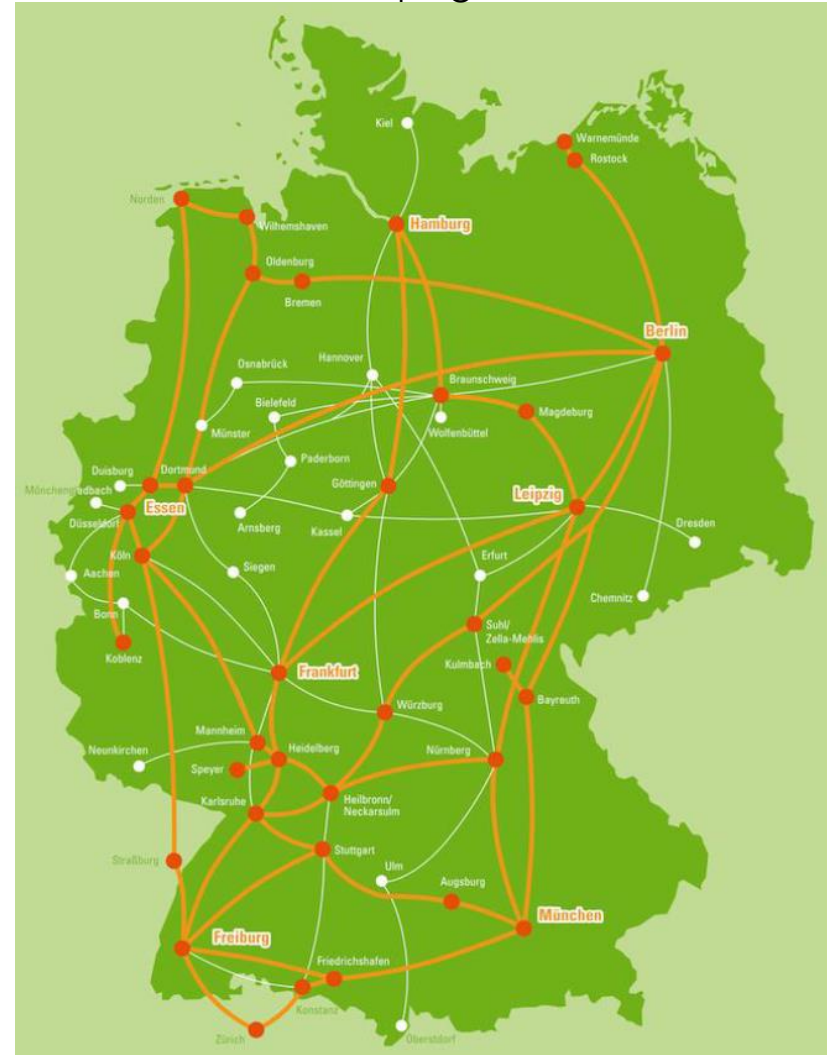 Kiel
Warnemünde
Rostock
Norden
Wilhemshaven
Hamburg
Oldenburg
Bremen
Berlin
Osnabrück
Hannover
Braunschweig
Bielefeld
Magdeburg
Münster
Wolfenbüttel
Paderborn
Duisburg
Dortmund
Göttingen
Leipzig
Mönchengladbach
Essen
Düsseldorf
Arnsberg
Kassel
Dresden
Köln
Erfurt
Aachen
Siegen
Chemnitz
Bonn
Suhl/
Zella-Mehlis
Koblenz
Kulmbach
Frankfurt
Bayreuth
Würzburg
Mannheim
Neunkirchen
Heidelberg
Nürnberg
Speyer
Karlsruhe
Heilbronn/
Neckarsulm
Stuttgart
Straßburg
Ulm
Augsburg
München
Freiburg
Friedrichshafen
Konstanz
Zürich
Oberstdorf